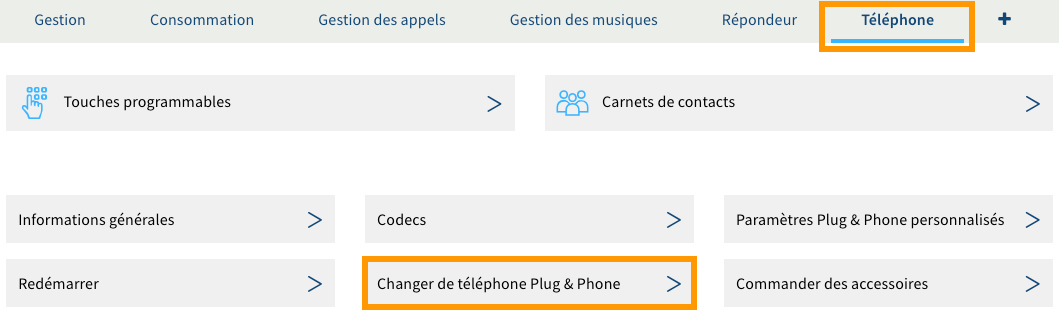 Gestion Consommation Gestion des appels Gestion des musiques Répondeur Téléphone +
Touches programmables Carnets de contacts
Informations générales Codecs Paramètres Plug & Phone personnalisés
Redémarrer Changer de téléphone Plug & Phone Commander des accessoires